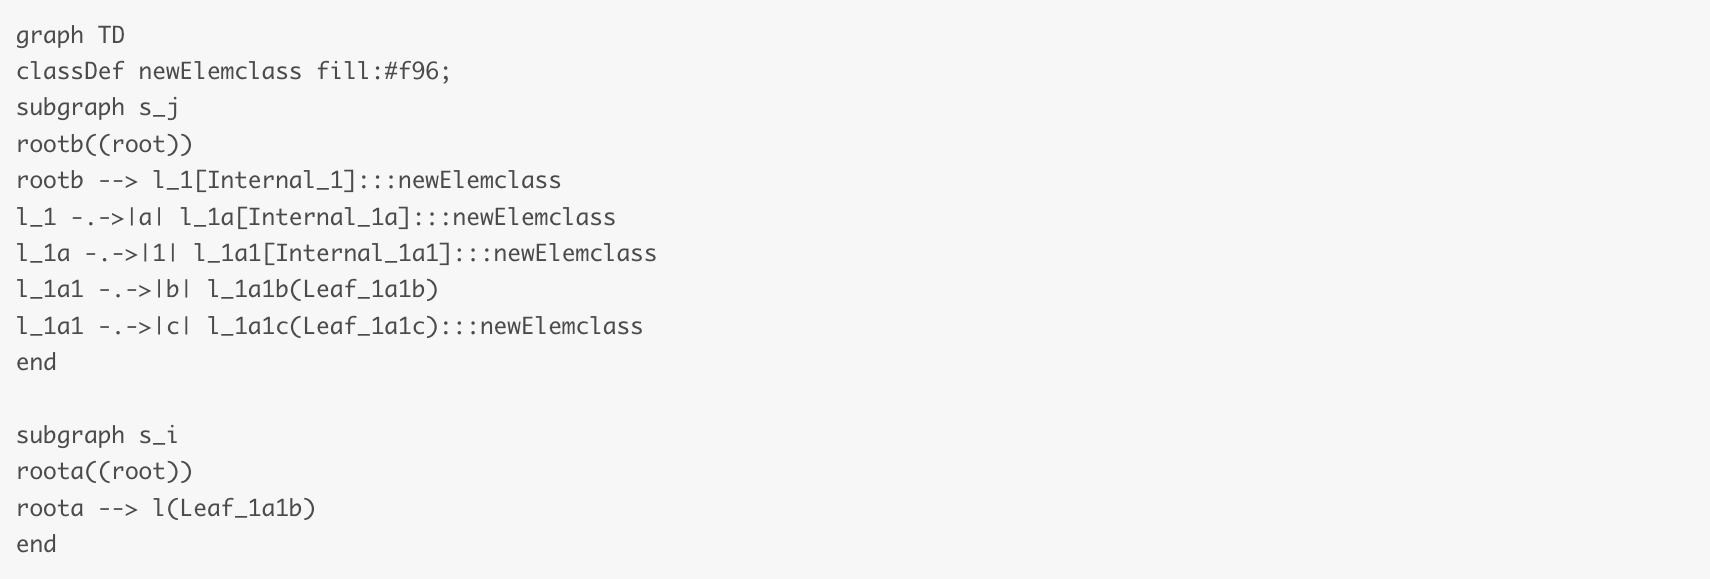 graph TD
classDef newElemclass fill:#f96;
subgraph s_j
rootb((root))
rootb --> l_1[Internal_1]:::newElemclass
l_1 -.->|a| l_1a[Internal_1a]:::newElemclass
l_1a -.->|1| l_1a1[Internal_1a1]:::newElemclass
l_1a1 -.->|b| l_1a1b(Leaf_1a1b)
l_1a1 -.->|c| l_1a1c(Leaf_1a1c):::newElemclass
end
subgraph s_i
roota((root))
roota --> l(Leaf_1a1b)
end